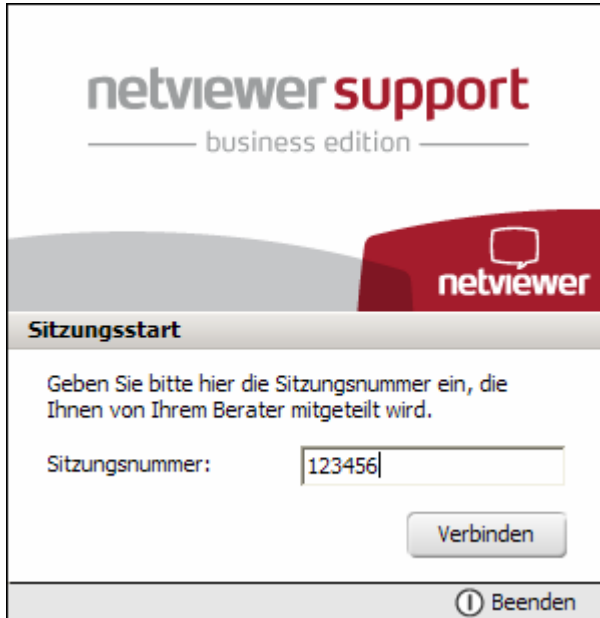 netviewer support
business edition
netviewer
Sitzungsstart
Geben Sie bitte hier die Sitzungsnummer ein, die
Ihnen von Ihrem Berater mitgeteilt wird.
Sitzungsnummer: 123456
Verbinden
Beenden